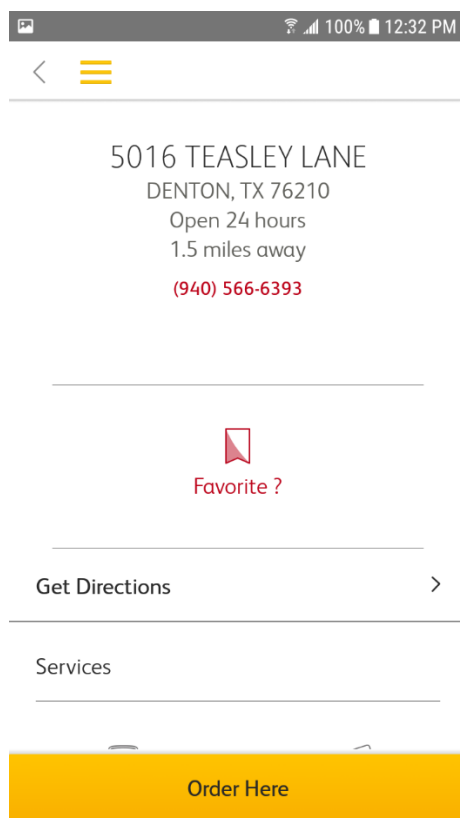 100% 12:32 PM
5016 TEASLEY LANE
DENTON, TX 76210
Open 24 hours
1.5 miles away
(940) 566-6393
Favorite ?
Get Directions
Services
Order Here